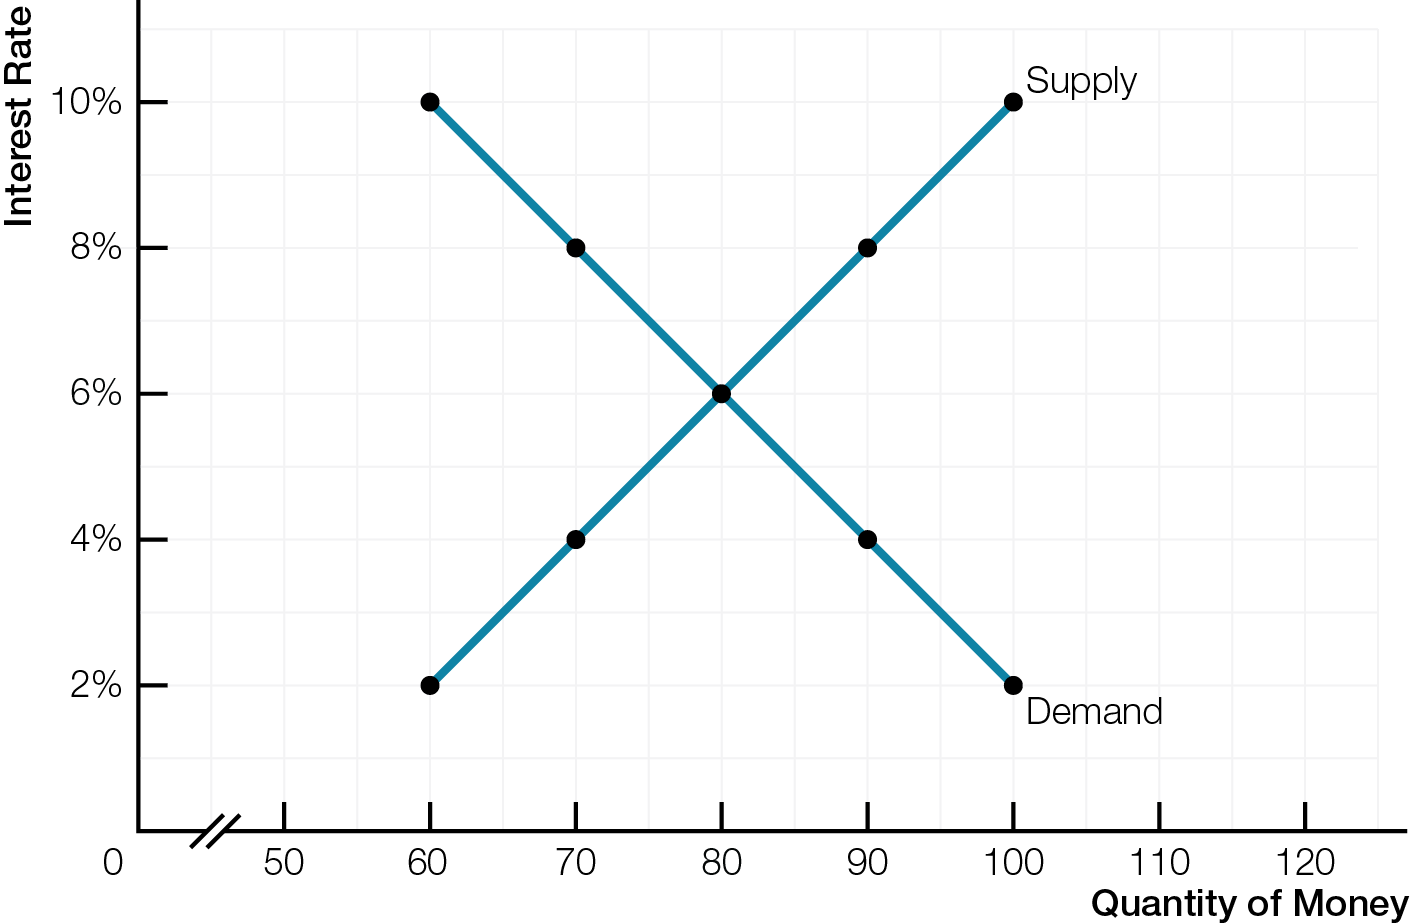 Interest Rate
10%
8%
6%
4%
2%
Supply
Demand
0 50 60 70 80 90 100 110 120
Quantity of Money